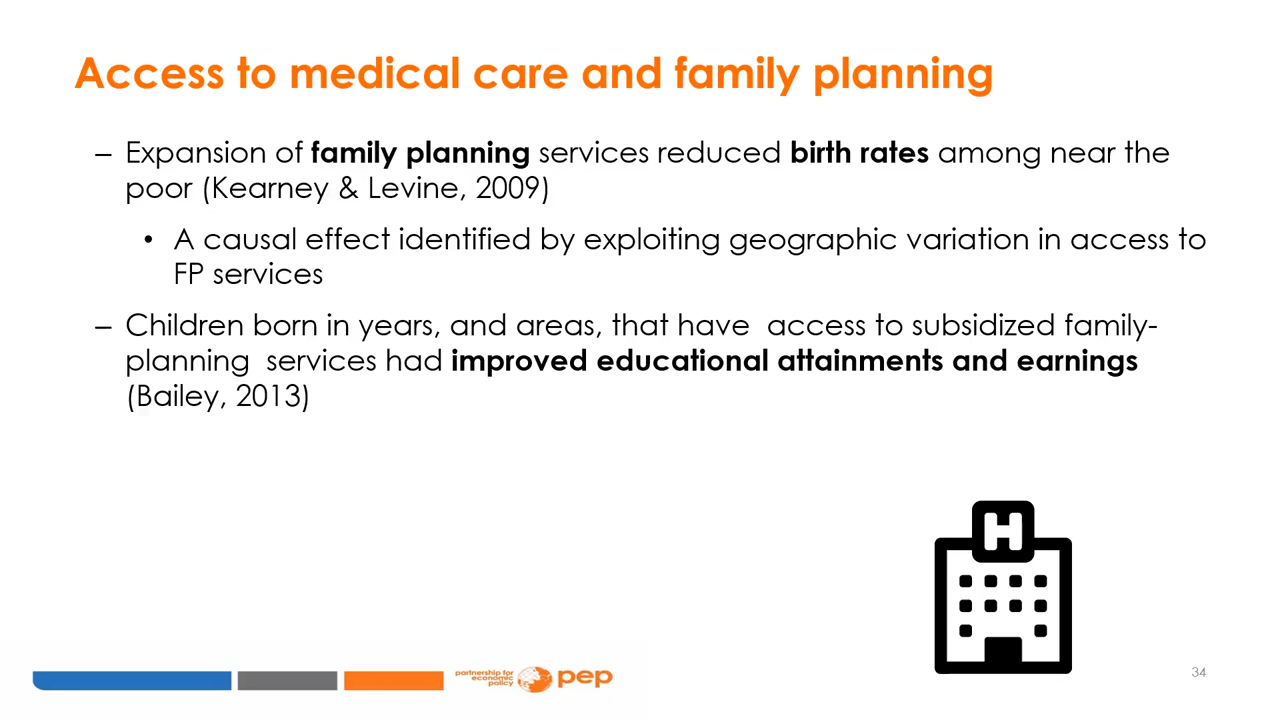 Access to medical care and family planning
– Expansion of family planning services reduced birth rates among near the
poor (Kearney & Levine, 2009)
• A causal effect identified by exploiting geographic variation in access to
FP services
– Children born in years, and areas, that have  access to subsidized family-
planning  services had improved educational attainments and earnings
(Bailey, 2013)
H
partnership for
economic
policy
pep
34